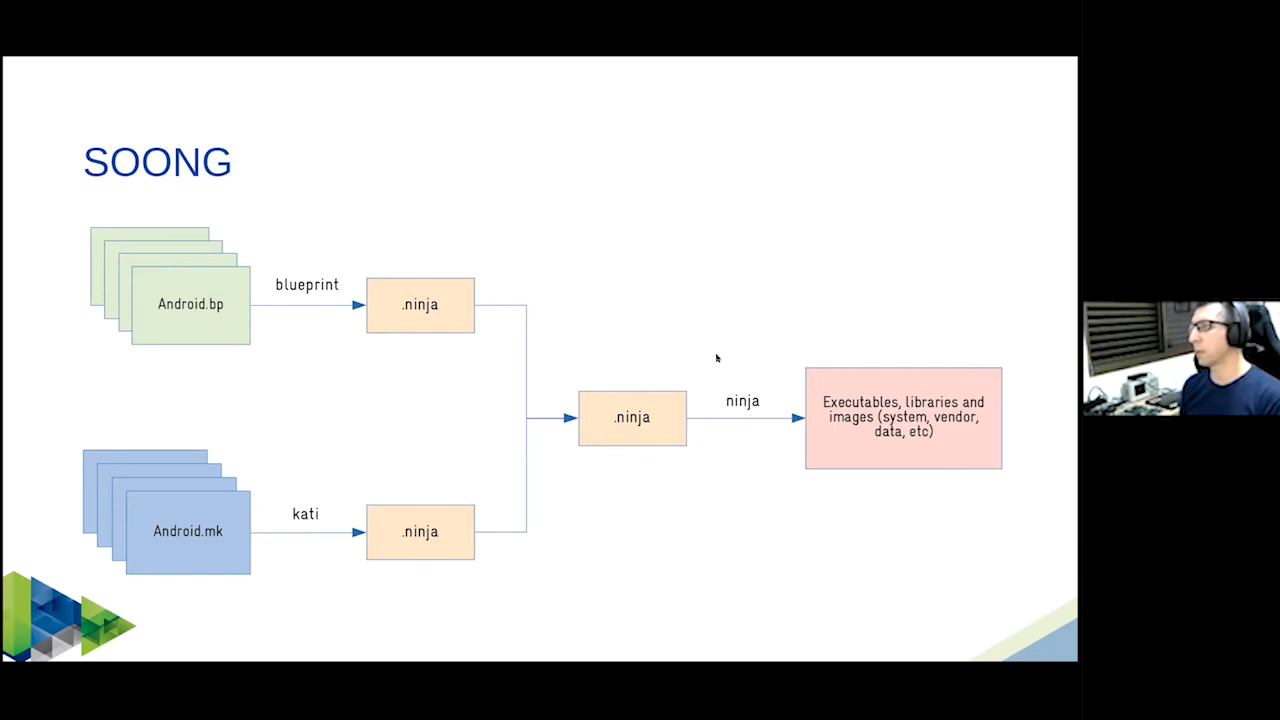 SOONG
Android.bp
blueprint
.ninja
Android.mk
kati
.ninja
.ninja
ninja
Executables, libraries and
images (system, vendor,
data, etc)